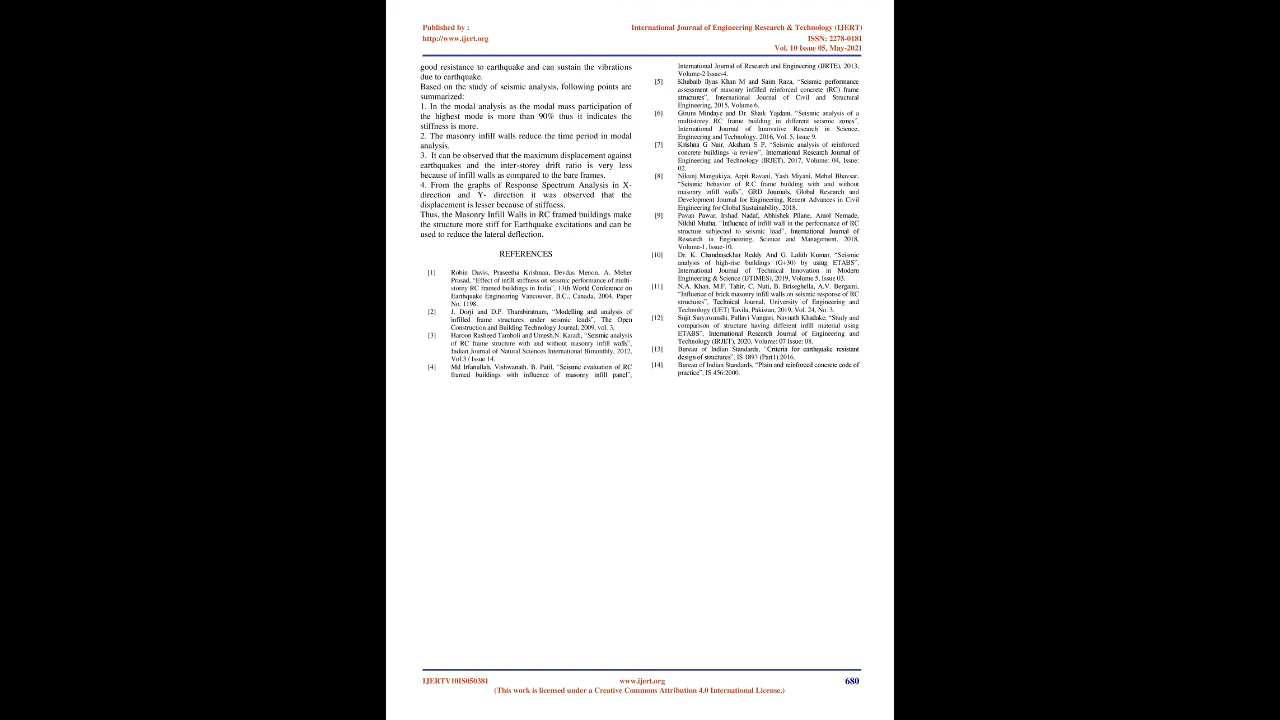 Published by :
http://www.ijert.org
International Journal of Engineering Research & Technology (IJERT)
ISSN: 2278-0181
Vol. 10 Issue 05, May-2021
good resistance to earthquake and can sustain the vibrations
due to earthquake.
Based on the study of seismic analysis, following points are
summarized:
1. In the modal analysis as the modal mass participation of
the highest mode is more than 90% thus it indicates the
stiffness is more.
2. The masonry infill walls reduce the time period in modal
analysis.
3. It can be observed that the maximum displacement against
earthquakes and the inter-storey drift ratio is very less
because of infill walls as compared to the bare frames.
4. From the graphs of Response Spectrum Analysis in X-
direction and Y- direction it was observed that the
displacement is lesser because of stiffness.
Thus, the Masonry Infill Walls in RC framed buildings make
the structure more stiff for Earthquake excitations and can be
used to reduce the lateral deflection.
REFERENCES
[1] Robin Davis, Praseetha Krishnan, Devdas Menon, A. Meher
Prasad, "Effect of infill stiffness on seismic performance of multi-
storey RC framed buildings in India", 13th World Conference on
Earthquake Engineering Vancouver, B.C., Canada, 2004, Paper
No. 1198.
[2] J. Dorji and D.P. Thambiratnam, "Modelling and analysis of
infilled frame structures under seismic loads", The Open
Construction and Building Technology Journal, 2009, vol. 3.
[3] Haroon Rasheed Tamboli and Umesh.N. Karadi, "Seismic analysis
of RC frame structure with and without masonry infill walls",
Indian Journal of Natural Sciences International Bimonthly, 2012,
Vol.3 / Issue 14.
[4] Md Irfanullah, Vishwanath. B. Patil, "Seismic evaluation of RC
framed buildings with influence of masonry infill panel",
International Journal of Research and Engineering (IJRTE), 2013,
Volume-2 Issue-4.
[5] Khubaib Ilyas Khan M and Saim Raza, "Seismic performance
assessment of masonry infilled reinforced concrete (RC) frame
structures", International Journal of Civil and Structural
Engineering, 2015, Volume 6.
[6] Girum Mindaye and Dr. Shaik Yajdani, "Seismic analysis of a
multistorey RC frame building in different seismic zones",
International Journal of Innovative Research in Science,
Engineering and Technology, 2016, Vol. 5, Issue 9.
[7] Krishna G Nair, Akshara S P, "Seismic analysis of reinforced
concrete buildings -a review", International Research Journal of
Engineering and Technology (IRJET), 2017, Volume: 04, Issue:
02.
[8] Nikunj Mangukiya, Arpit Ravani, Yash Miyani, Mehul Bhavsar,
"Seismic behavior of R.C frame building with and without
masonry infill walls", GRD Journals, Global Research and
Development Journal for Engineering, Recent Advances in Civil
Engineering for Global Sustainability, 2018.
[9] Pavan Pawar, Irshad Nadaf, Abhishek Pilane, Amol Nemade,
Nikhil Mutha, "Influence of infill wall in the performance of RC
structure subjected to seismic load", International Journal of
Research in Engineering, Science and Management, 2018,
Volume-1, Issue-10.
[10] Dr. K. Chandrasekhar Reddy And G. Lalith Kumar, "Seismic
analysis of high-rise buildings (G+30) by using ETABS",
International Journal of Technical Innovation in Modern
Engineering & Science (IJTIMES), 2019, Volume 5, Issue 03.
[11] N.A. Khan, M.F. Tahir, C. Nuti, B. Briseghella, A.V. Bergami,
"Influence of brick masonry infill walls on seismic response of RC
structures", Technical Journal, University of Engineering and
Technology (UET) Taxila, Pakistan, 2019, Vol. 24, No. 3.
[12] Sujit Suryawanshi, Pallavi Vangari, Navnath Khadake, "Study and
comparison of structure having different infill material using
ETABS", International Research Journal of Engineering and
Technology (IRJET), 2020, Volume: 07 Issue: 08.
[13] Bureau of Indian Standards, "Criteria for earthquake resistant
design of structures", IS 1893 (Part1):2016.
[14] Bureau of Indian Standards, "Plain and reinforced concrete code of
practice", IS 456:2000.
IJERTV10IS050381
www.ijert.org
680
(This work is licensed under a Creative Commons Attribution 4.0 International License.)